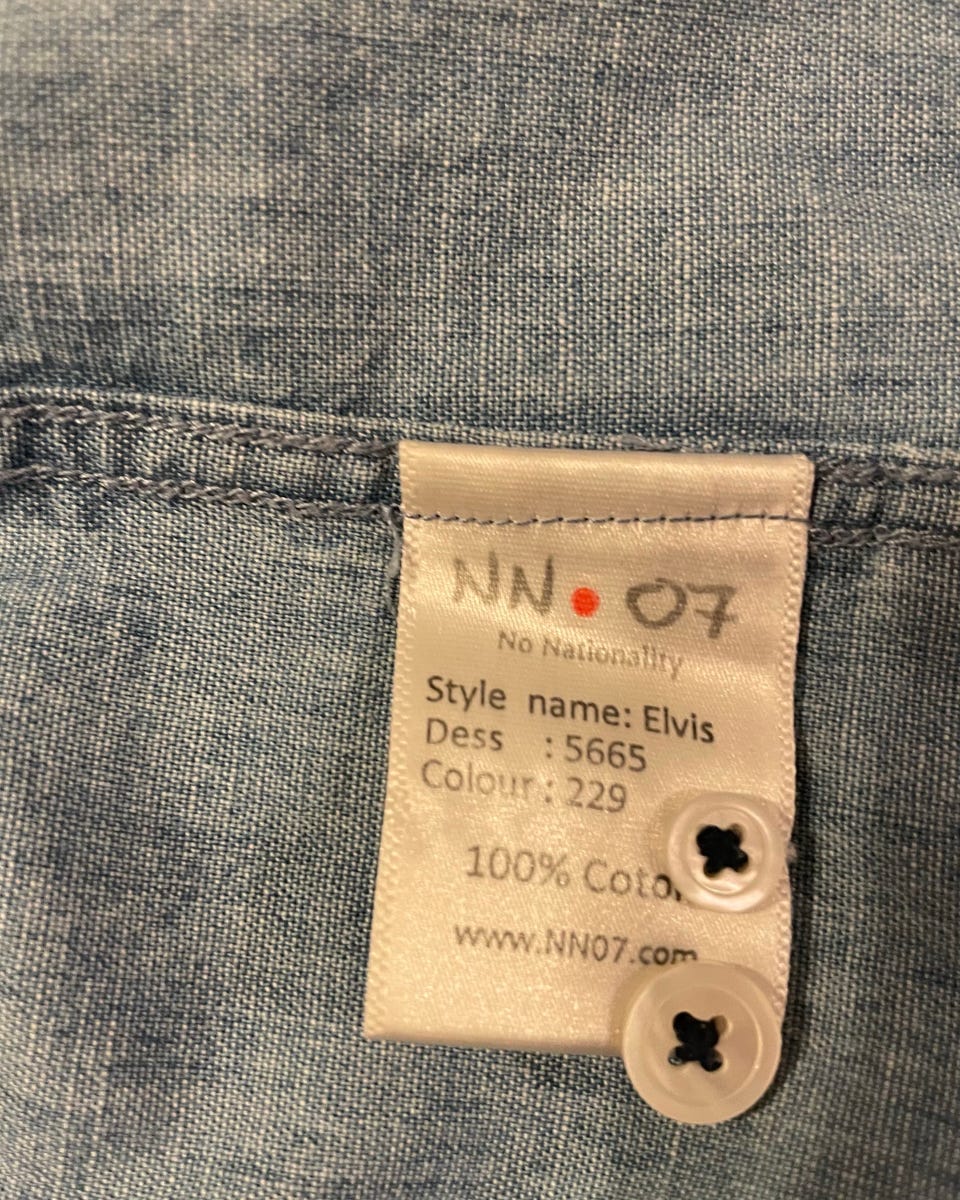 NN • 07
No Nationality
Style name: Elvis
Dess : 5665
Colour : 229
100%
www.NN07.com